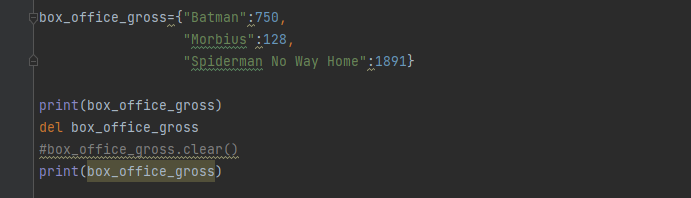 box_office_gross={"Batman":750,
"Morbius":128,
"Spiderman No Way Home":1891}
print(box_office_gross)
del box_office_gross
#box_office_gross.clear()
print(box_office_gross)